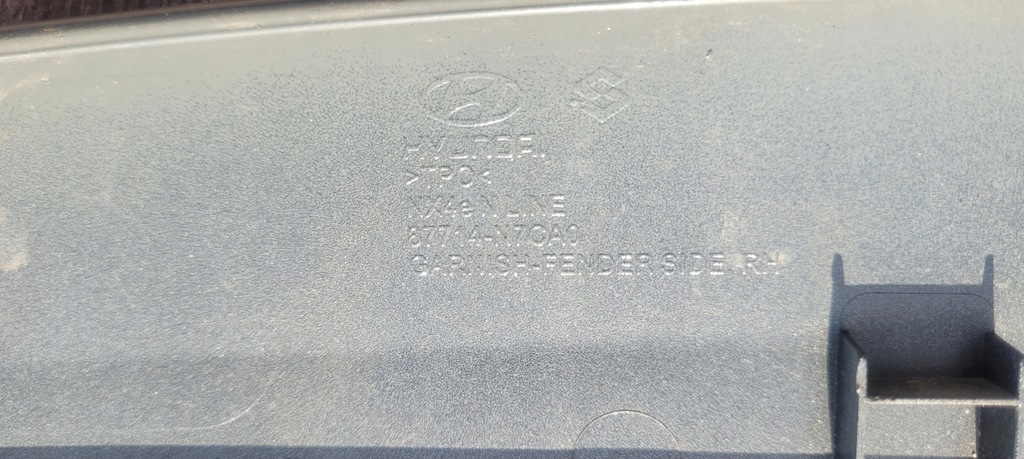 HYUNDAI
>TPO<
NX4e N LINE
87714-N7CA0
GARNISH-FENDER SIDE, RH